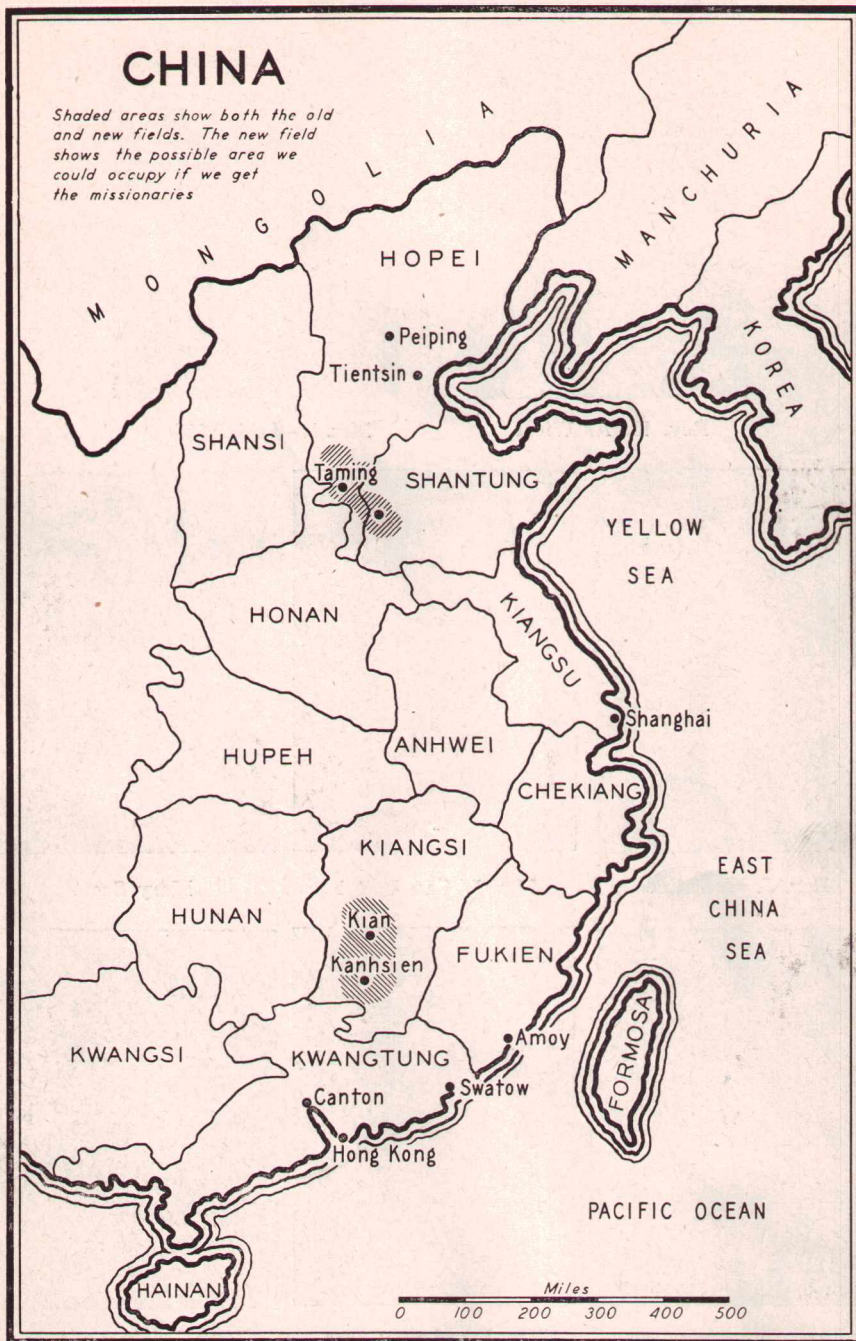 CHINA
Shaded areas show both the old
and new fields. The new field
shows the possible area we
could occupy if we get
the missionaries
MONGOLIA
MANCHURIA
HOPEI
Peiping
Tientsin
KOREA
SHANSI
Taming
SHANTUNG
YELLOW
SEA
HONAN
KIANGSU
Shanghai
HUPEH
ANHWEI
CHEKIANG
KIANGSI
EAST
CHINA
SEA
HUNAN
Kian
Kanhsien
FUKIEN
FORMOSA
Amoy
KWANGSI
KWANGTUNG
Swatow
Canton
Hong Kong
PACIFIC OCEAN
HAINAN
Miles
0 100 200 300 400 500